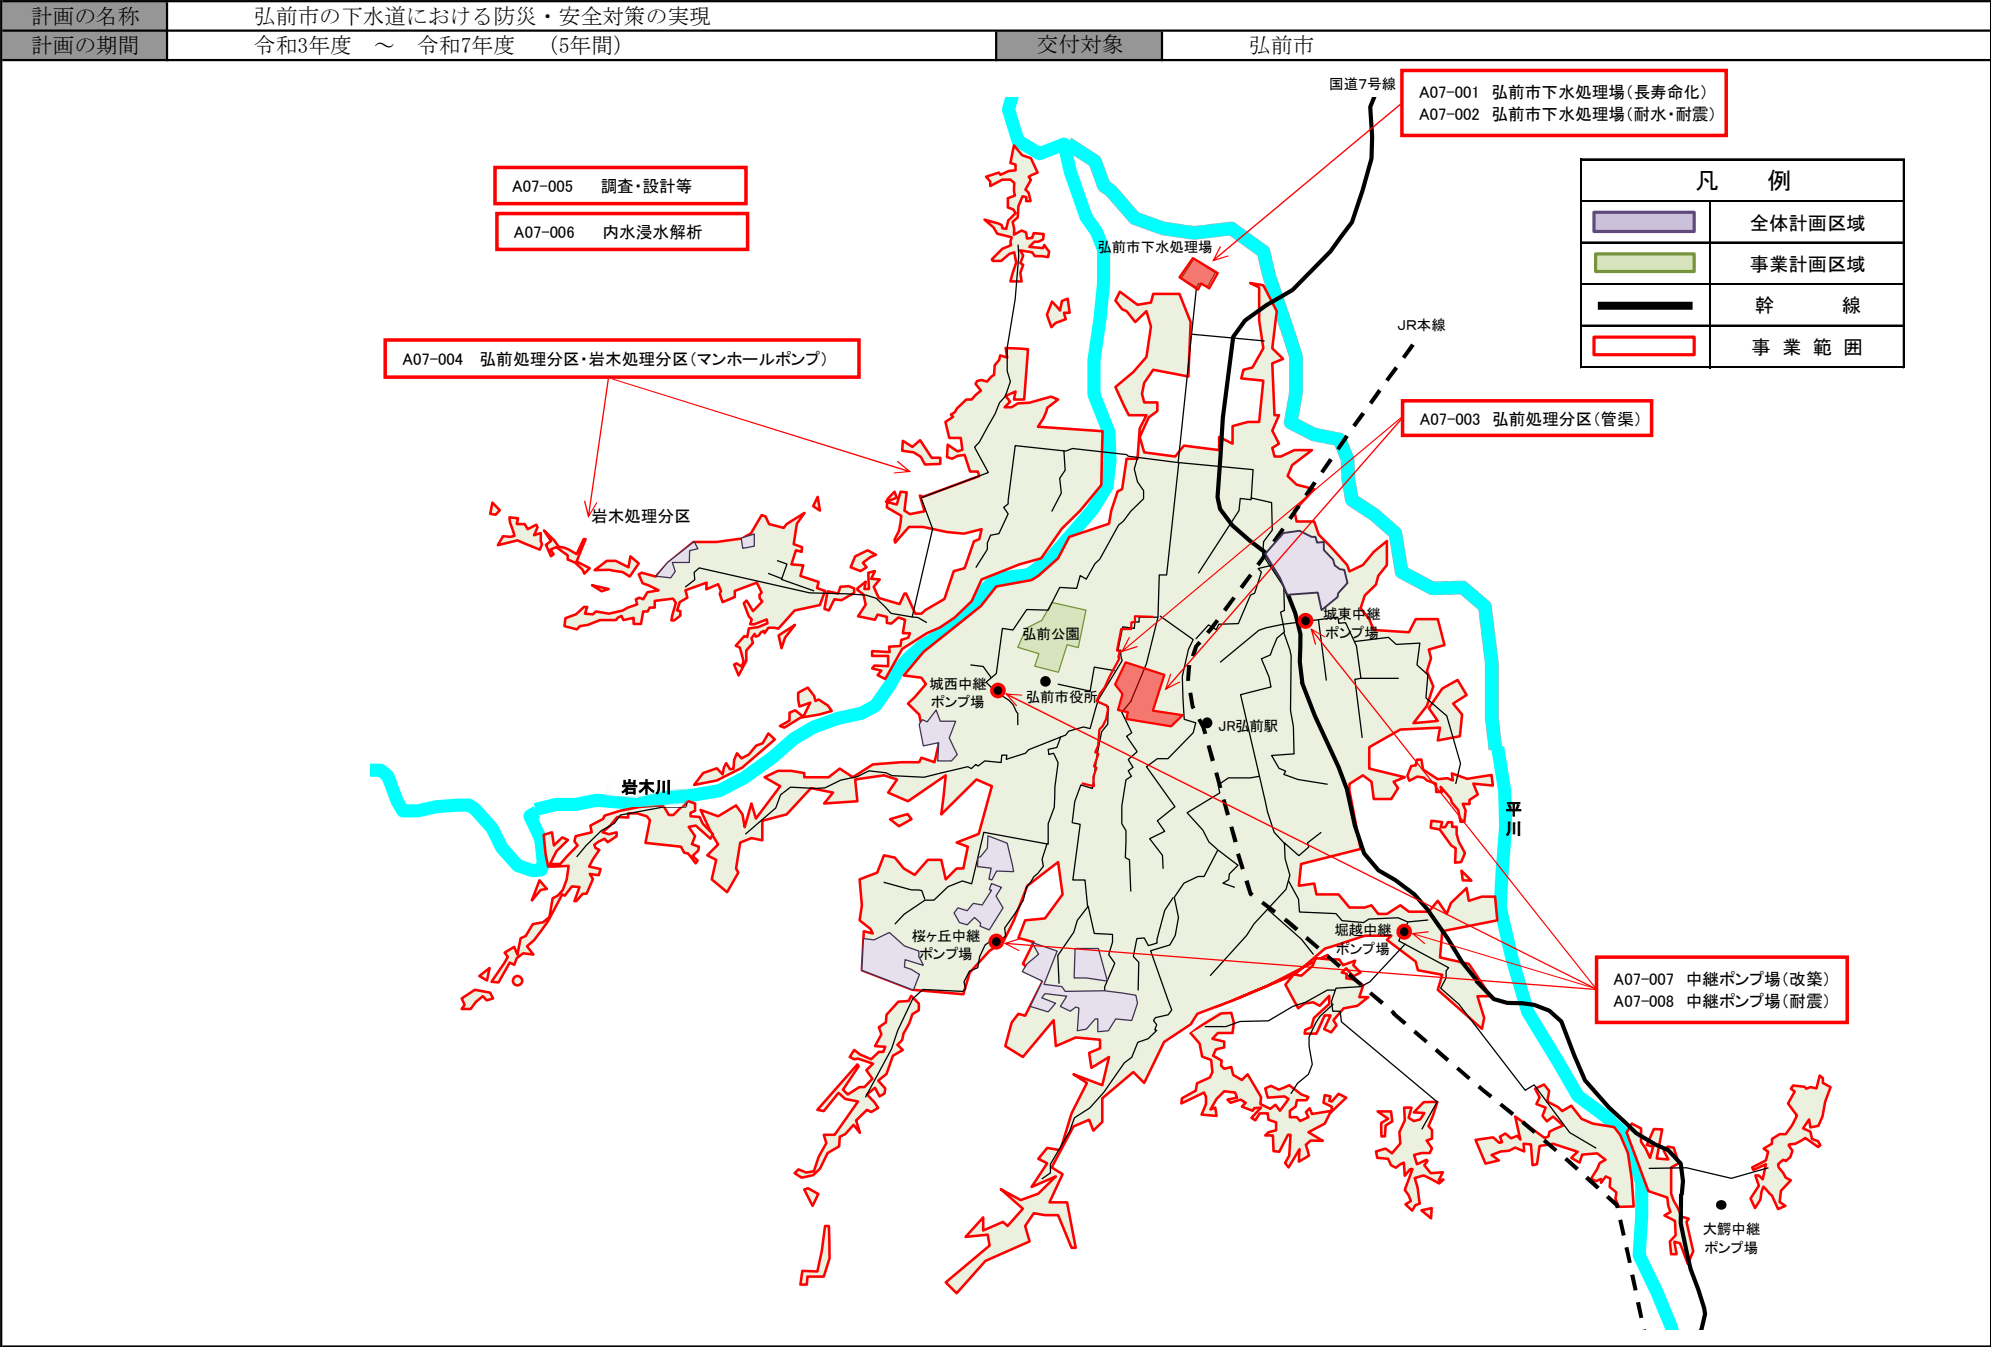 計画の名称　弘前市の下水道における防災・安全対策の実現
計画の期間　令和3年度　～　令和7年度　（5年間）　交付対象　弘前市
国道7号線
A07-001　弘前市下水処理場（長寿命化）
A07-002　弘前市下水処理場（耐水・耐震）
A07-005　調査・設計等
A07-006　内水浸水解析
凡　例
全体計画区域
事業計画区域
幹　線
事業範囲
弘前市下水処理場
JR本線
A07-004　弘前処理分区・岩木処理分区（マンホールポンプ）
A07-003　弘前処理分区（管渠）
岩木処理分区
弘前公園
城東中継
ポンプ場
城西中継
ポンプ場
弘前市役所
JR弘前駅
岩木川
平川
桜ヶ丘中継
ポンプ場
堀越中継
ポンプ場
A07-007　中継ポンプ場（改築）
A07-008　中継ポンプ場（耐震）
大鰐中継
ポンプ場